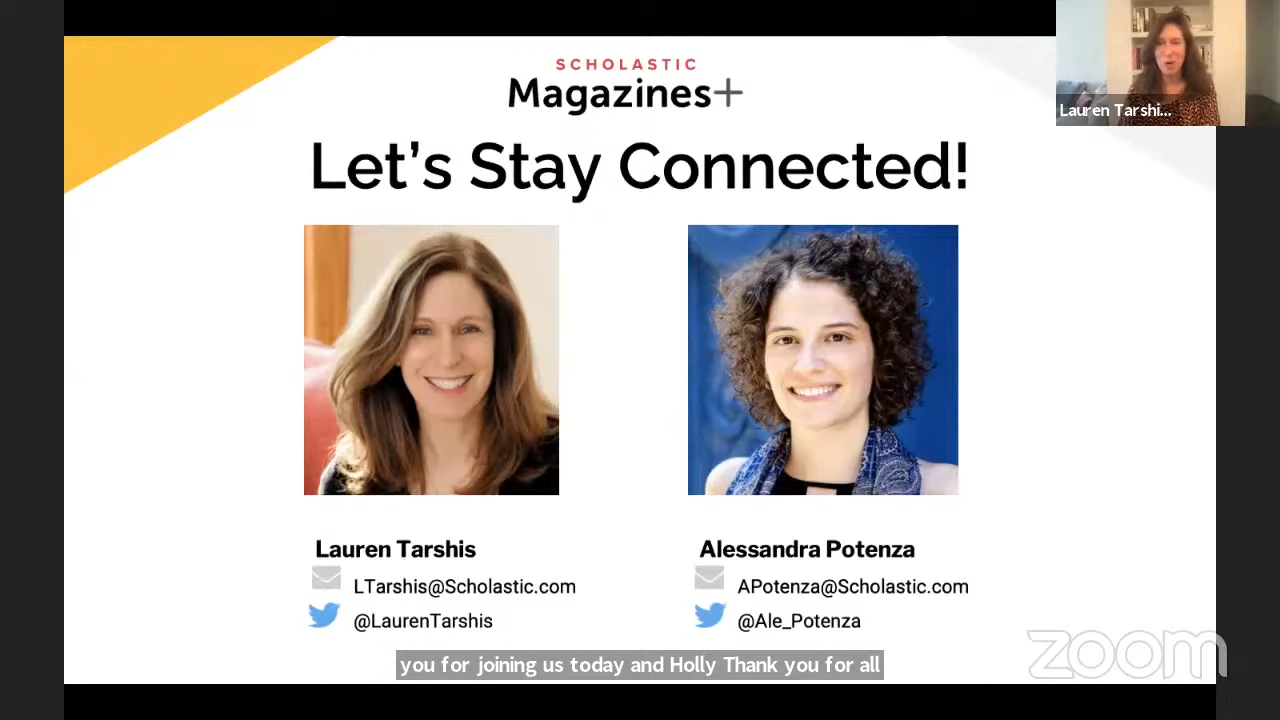 SCHOLASTIC
Magazines+
Let's Stay Connected!
Lauren Tarshi...
Lauren Tarshis
LTarshis@Scholastic.com
@LaurenTarshis
Alessandra Potenza
APotenza@Scholastic.com
@Ale_Potenza
you for joining us today and Holly Thank you for all
zoom